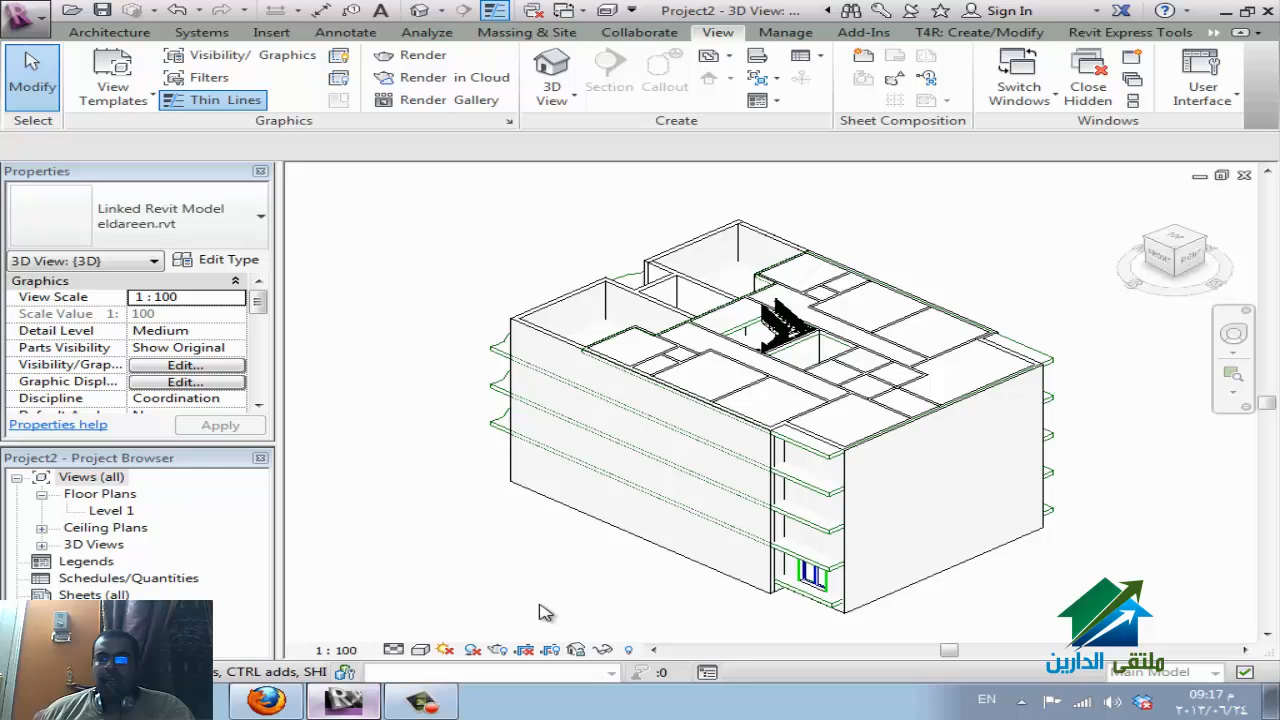 Project2 - 3D View: ...
Sign In
Architecture
Systems
Insert
Annotate
Analyze
Massing & Site
Collaborate
View
Manage
Add-Ins
T4R: Create/Modify
Revit Express Tools
Modify
View
Templates
Visibility/ Graphics
Filters
Thin Lines
Render
Render in Cloud
Render Gallery
3D
View
Section
Callout
Switch
Windows
Close
Hidden
User
Interface
Select
Graphics
Create
Sheet Composition
Windows
Properties
Linked Revit Model
eldareen.rvt
3D View: {3D}
Edit Type
Graphics
View Scale
1 : 100
Scale Value 1:
100
Detail Level
Medium
Parts Visibility
Show Original
Visibility/Grap...
Edit...
Graphic Displ...
Edit...
Discipline
Coordination
Properties help
Apply
Project2 - Project Browser
Views (all)
Floor Plans
Level 1
Ceiling Plans
3D Views
Legends
Schedules/Quantities
Sheets (all)
TOP
FRONT
RIGHT
1 : 100
s, CTRL adds, SHI
:0
Main Model
ملتقى الدارين
EN
09:17 م
٢٠١٣/٠٦/٢٤